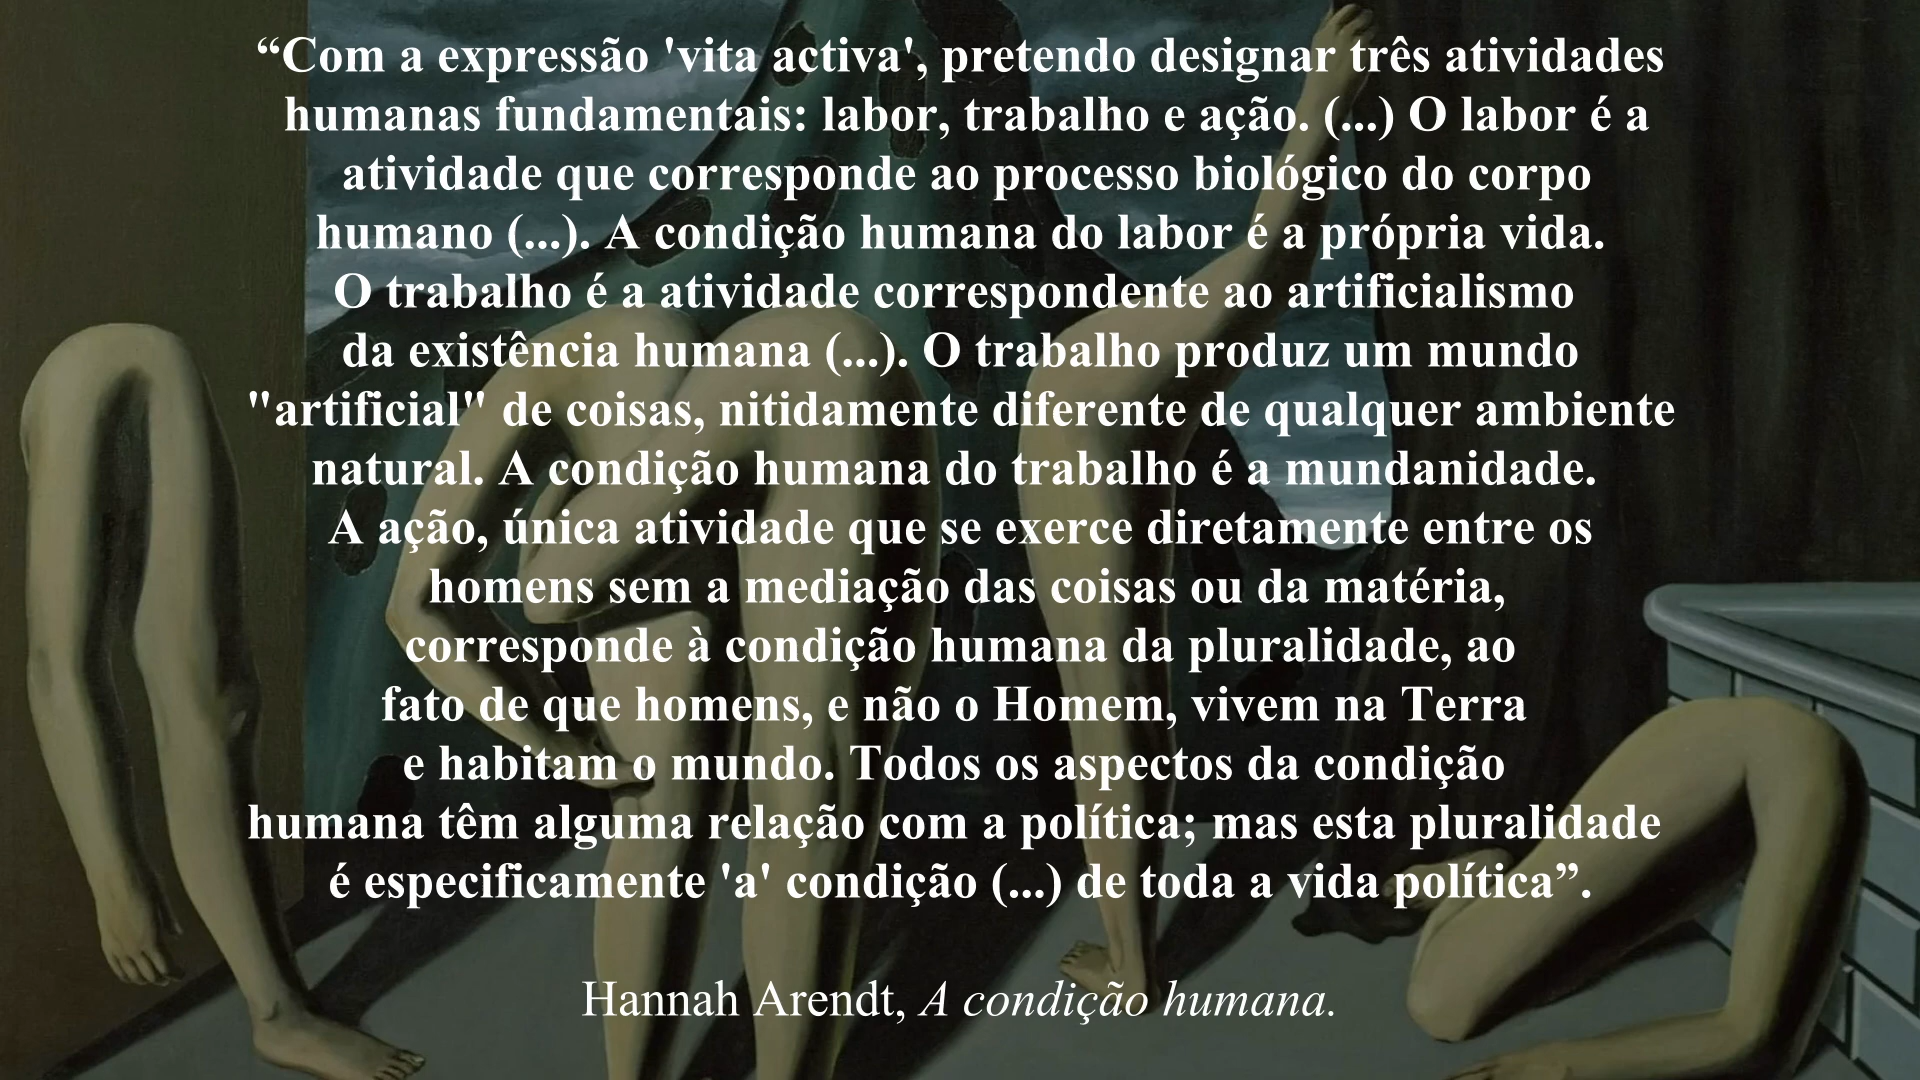 “Com a expressão 'vita activa', pretendo designar três atividades
humanas fundamentais: labor, trabalho e ação. (...) O labor é a
atividade que corresponde ao processo biológico do corpo
humano (...). A condição humana do labor é a própria vida.
O trabalho é a atividade correspondente ao artificialismo
da existência humana (...). O trabalho produz um mundo
"artificial" de coisas, nitidamente diferente de qualquer ambiente
natural. A condição humana do trabalho é a mundanidade.
A ação, única atividade que se exerce diretamente entre os
homens sem a mediação das coisas ou da matéria,
corresponde à condição humana da pluralidade, ao
fato de que homens, e não o Homem, vivem na Terra
e habitam o mundo. Todos os aspectos da condição
humana têm alguma relação com a política; mas esta pluralidade
é especificamente 'a' condição (...) de toda a vida política”.
Hannah Arendt, A condição humana.